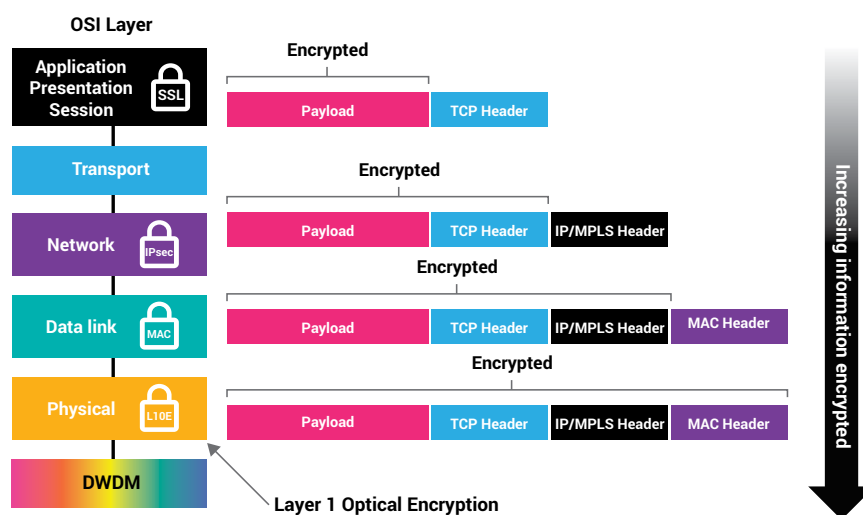 OSI Layer
Application
Presentation
Session
SSL
Encrypted
Payload
TCP Header
Transport
Network
IPsec
Encrypted
Payload
TCP Header
IP/MPLS Header
Data link
MAC
Encrypted
Payload
TCP Header
IP/MPLS Header
MAC Header
Physical
L1OE
Encrypted
Payload
TCP Header
IP/MPLS Header
MAC Header
DWDM
Layer 1 Optical Encryption
Increasing information encrypted